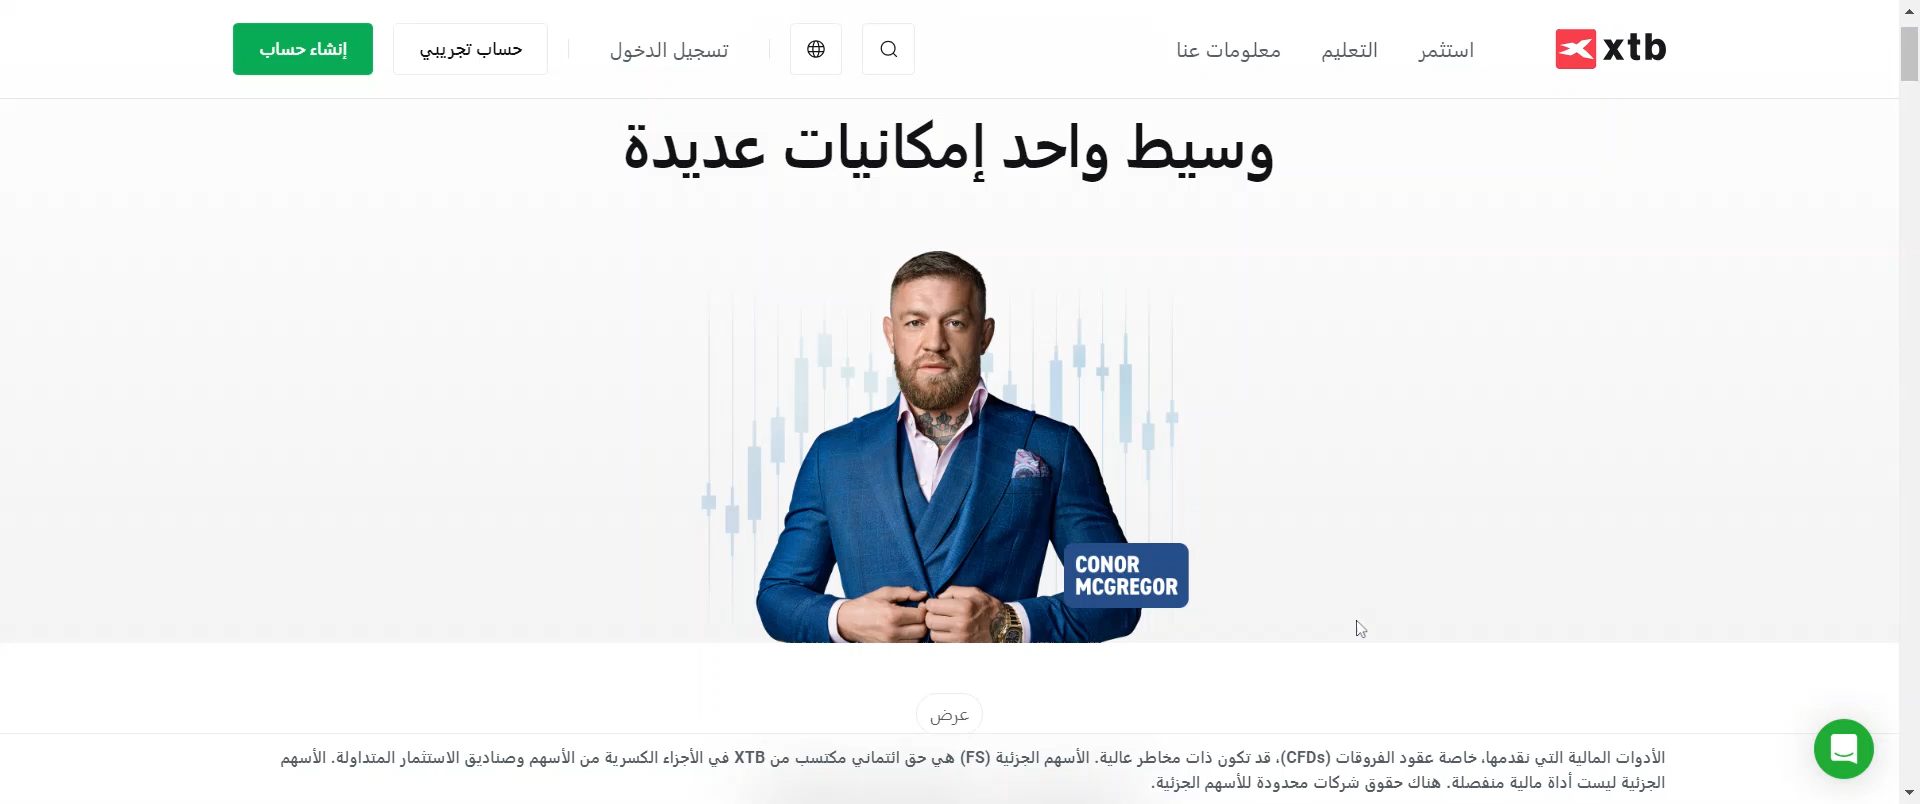 xtb
استثمر
التعليم
معلومات عنا
تسجيل الدخول
حساب تجريبي
إنشاء حساب
وسيط واحد إمكانيات عديدة
CONOR
MCGREGOR
عرض
الأدوات المالية التي نقدمها، خاصة عقود الفروقات (CFDs)، قد تكون ذات مخاطر عالية. الأسهم الجزئية (FS) هي حق ائتماني مكتسب من XTB في الأجزاء الكسرية من الأسهم وصناديق الاستثمار المتداولة. الأسهم
الجزئية ليست أداة مالية منفصلة. هناك حقوق شركات محدودة للأسهم الجزئية.